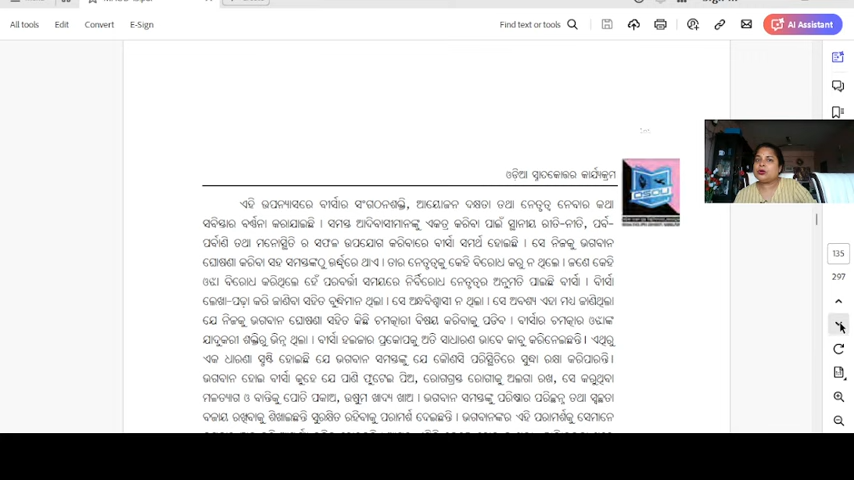 All tools Edit Convert E-Sign Find text or tools AI Assistant
ଓଡ଼ିଆ ସ୍ନାତକୋତ୍ତର କାର୍ଯ୍ୟକ୍ରମ
DSOU
ଏହି ଉପନ୍ୟାସରେ ବୀର୍ସାର ସଂଗଠନଶକ୍ତି, ଆୟୋଜନ ଦକ୍ଷତା ତଥା ନେତୃତ୍ୱ ନେବାର କଥା
ସବିସ୍ତାର ବର୍ଣ୍ଣନା କରାଯାଇଛି । ସମସ୍ତ ଆଦିବାସୀମାନଙ୍କୁ ଏକତ୍ର କରିବା ପାଇଁ ସ୍ଥାନୀୟ ରୀତି-ନୀତି, ପର୍ବ-
ପର୍ବାଣି ତଥା ମନୋସ୍ଥିତି ର ସଫଳ ଉପଯୋଗ କରିବାରେ ବୀର୍ସା ସମର୍ଥ ହୋଇଛି । ସେ ନିଜକୁ ଭଗବାନ
ଘୋଷଣା କରିବା ସହ ସମସ୍ତଙ୍କଠୁ ଉର୍ଦ୍ଧ୍ୱରେ ଥାଏ । ତାର ନେତୃତ୍ୱକୁ କେହି ବିରୋଧ କରୁ ନ ଥିଲେ । ଜଣେ କେହି
ଓଝା ବିରୋଧ କରିଥିଲେ ହେଁ ପରବର୍ତ୍ତୀ ସମୟରେ ନିର୍ବିରୋଧ ନେତୃତ୍ୱର ଅନୁମତି ପାଇଛି ବୀର୍ସା । ବିର୍ସା
ଲେଖା-ପଢ଼ା କରି ଜାଣିବା ସହିତ ବୁଦ୍ଧିମାନ ଥିଲା । ସେ ଅନ୍ଧବିଶ୍ୱାସୀ ନ ଥିଲା । ସେ ଅବଶ୍ୟ ଏହା ମଧ୍ୟ ଜାଣିଥିଲା
ଯେ ନିଜକୁ ଭଗବାନ ଘୋଷଣା ସହିତ କିଛି ଚମତ୍କାରୀ ବିଷୟ କରିବାକୁ ପଡିବ । ବୀର୍ସାର ଚମତ୍କାର ଓଝାଙ୍କ
ଯାଦୁକରୀ ଶକ୍ତିରୁ ଭିନ୍ନ ଥିଲା । ବୀର୍ସା ହଇଜାର ପ୍ରକୋପକୁ ଅତି ସାଧାରଣ ଭାବେ କାବୁ କରିନେଇଛନ୍ତି । ଏଥିରୁ
ଏକ ଧାରଣା ସୃଷ୍ଟି ହୋଇଛି ଯେ ଭଗବାନ ସମସ୍ତଙ୍କୁ ଯେ କୌଣସି ପରିସ୍ଥିତିରେ ସୁଦ୍ଧା ରକ୍ଷା କରିପାରନ୍ତି ।
ଭଗବାନ ହୋଇ ବୀର୍ସା କୁହେ ଯେ ପାଣି ଫୁଟେଇ ପିଅ, ରୋଗଗ୍ରସ୍ତ ରୋଗୀକୁ ଅଲଗା ରଖ, ସେ କରୁଥିବା
ମଳତ୍ୟାଗ ଓ ବାନ୍ତିକୁ ପୋତି ପକାଅ, ଉଷୁମ ଖାଦ୍ୟ ଖାଅ । ଭଗବାନ ସମସ୍ତଙ୍କୁ ପରିଷ୍କାର ପରିଚ୍ଛନ୍ନ ତଥା ସ୍ୱଚ୍ଛତା
ବଜାୟ ରଖିବାକୁ ଶିଖାଇଛନ୍ତି ସୁରକ୍ଷିତ ରହିବାକୁ ପରାମର୍ଶ ଦେଇଛନ୍ତି । ଭଗବାନଙ୍କର ଏହି ପରାମର୍ଶକୁ ସେମାନେ
135
297